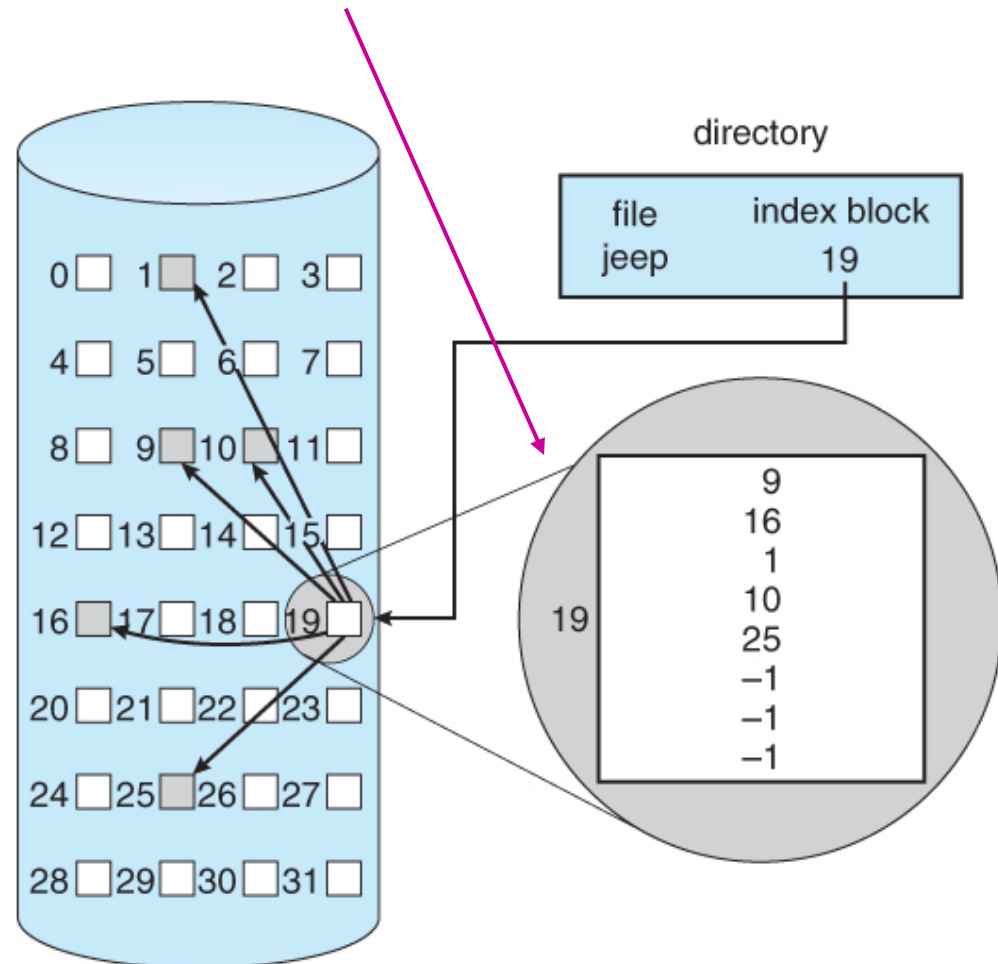 directory
file index block
jeep 19
0 1 2 3
4 5 6 7
8 9 10 11
12 13 14 15
16 17 18 19
20 21 22 23
24 25 26 27
28 29 30 31
19
9
16
1
10
25
–1
–1
–1